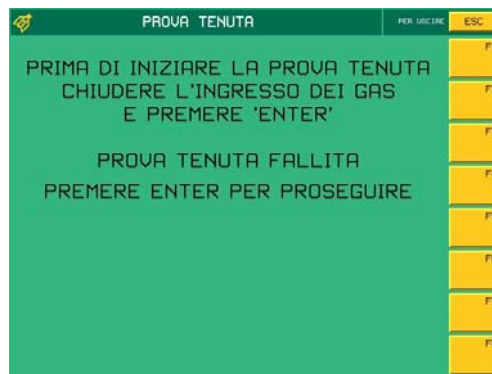 PROVA TENUTA
PER USCIRE
ESC
PRIMA DI INIZIARE LA PROVA TENUTA
CHIUDERE L'INGRESSO DEI GAS
E PREMERE 'ENTER'
PROVA TENUTA FALLITA
PREMERE ENTER PER PROSEGUIRE